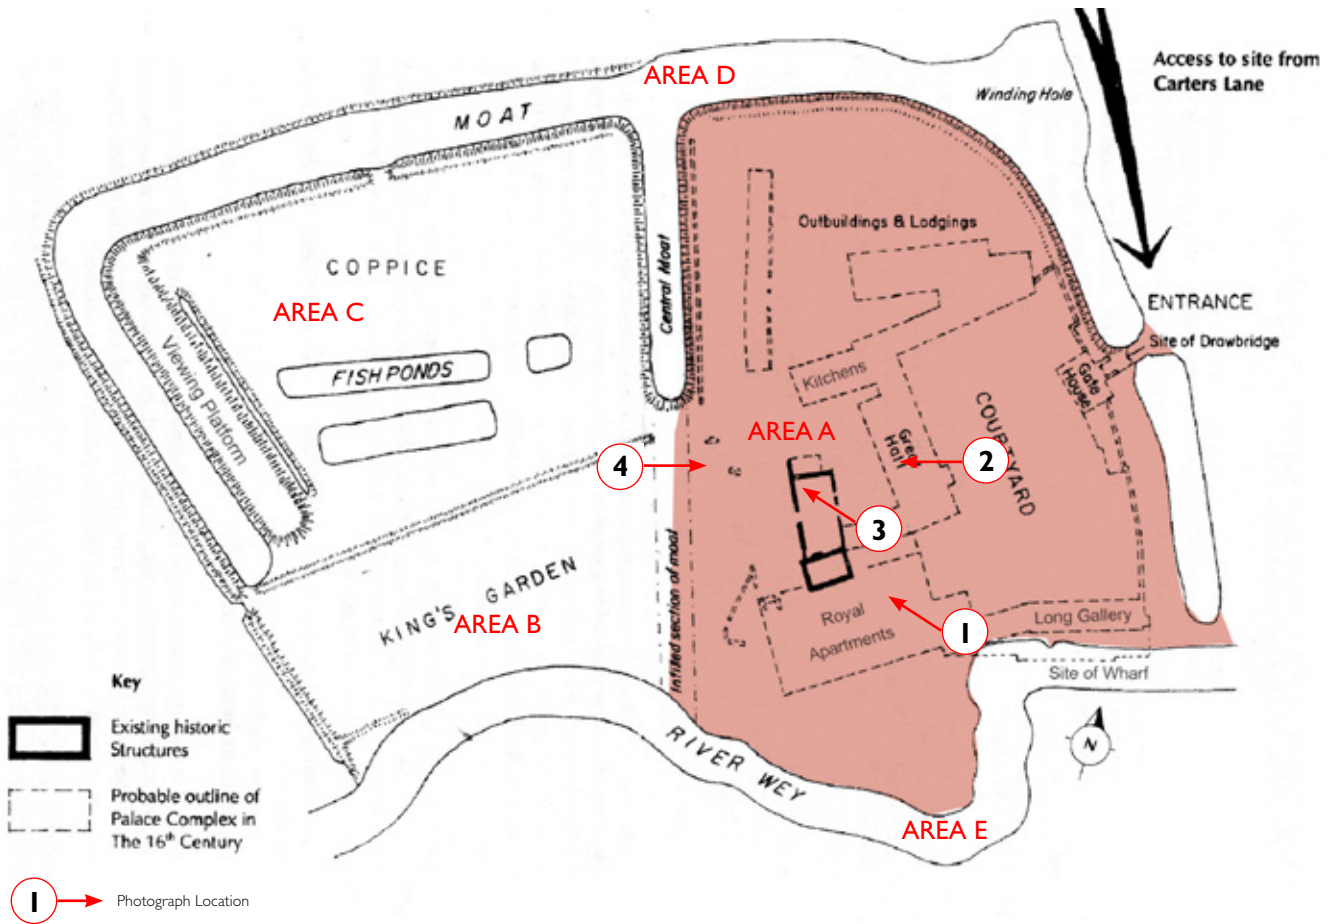 Access to site from
Carters Lane
AREA D
Winding Hole
MOAT
Outbuildings & Lodgings
COPPICE
Central Moat
ENTRANCE
AREA C
Site of Drawbridge
Viewing Platform
FISH PONDS
Kitchens
Gate
House
COURTYARD
AREA A
Great
Hall
2
4
3
KING'S GARDEN
AREA B
Infilled section of moat
Royal
Apartments
1
Long Gallery
Site of Wharf
Key
Existing historic
Structures
RIVER WEY
N
Probable outline of
Palace Complex in
The 16th Century
AREA E
1
Photograph Location